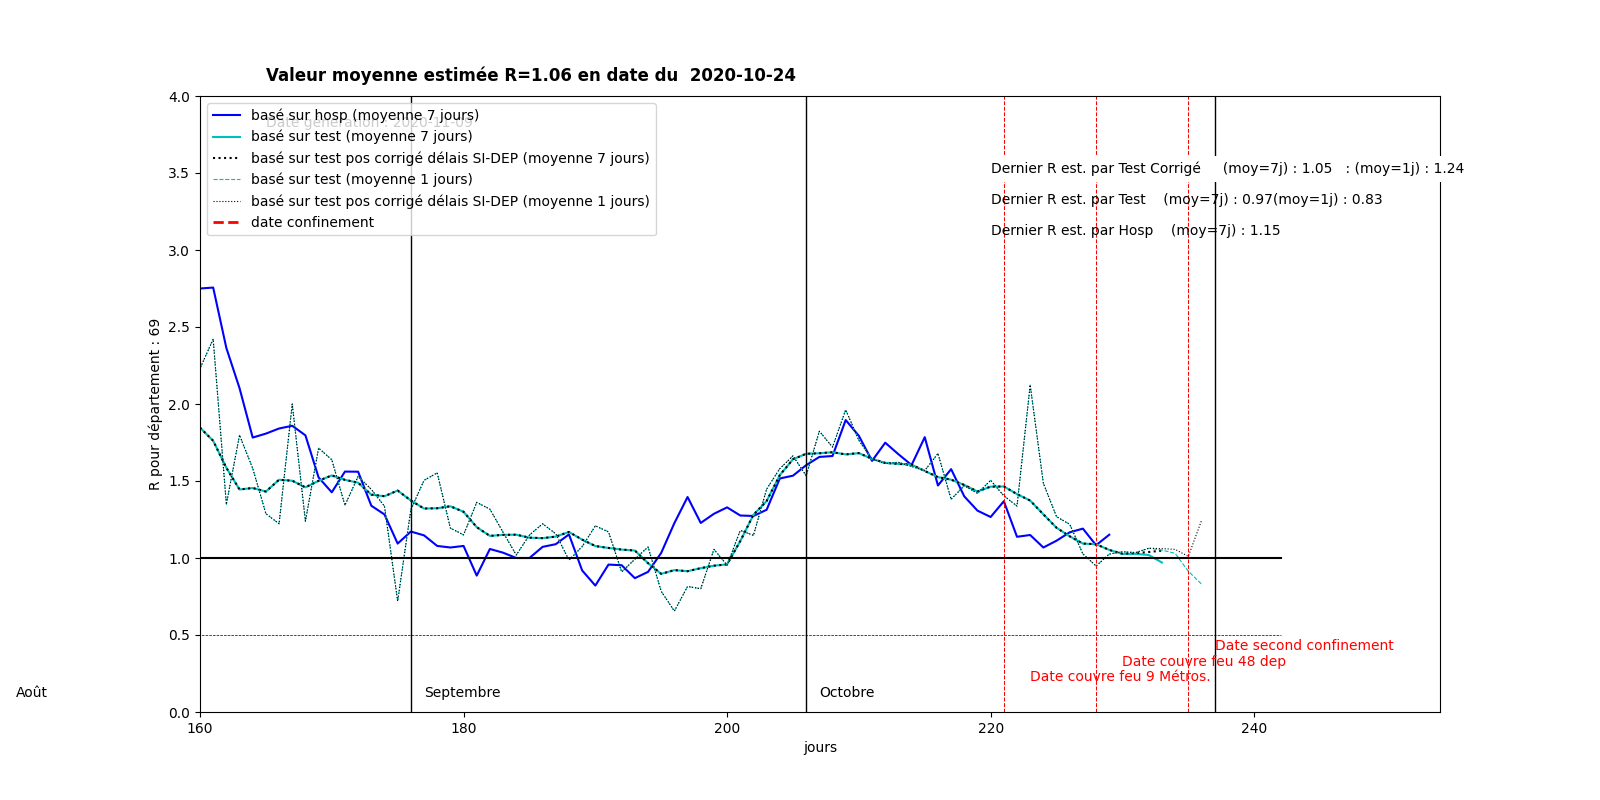 Valeur moyenne estimée R=1.06 en date du  2020-10-24
4.0
3.5
3.0
2.5
2.0
1.5
1.0
0.5
0.0
R pour département : 69
Date génération : 2020-11-09
basé sur hosp (moyenne 7 jours)
basé sur test (moyenne 7 jours)
basé sur test pos corrigé délais SI-DEP (moyenne 7 jours)
basé sur test (moyenne 1 jours)
basé sur test pos corrigé délais SI-DEP (moyenne 1 jours)
date confinement
Dernier R est. par Test Corrigé     (moy=7j) : 1.05   : (moy=1j) : 1.24
Dernier R est. par Test    (moy=7j) : 0.97(moy=1j) : 0.83
Dernier R est. par Hosp    (moy=7j) : 1.15
Date second confinement
Date couvre feu 48 dep
Date couvre feu 9 Métros.
Août
Septembre
Octobre
160
180
200
220
240
jours